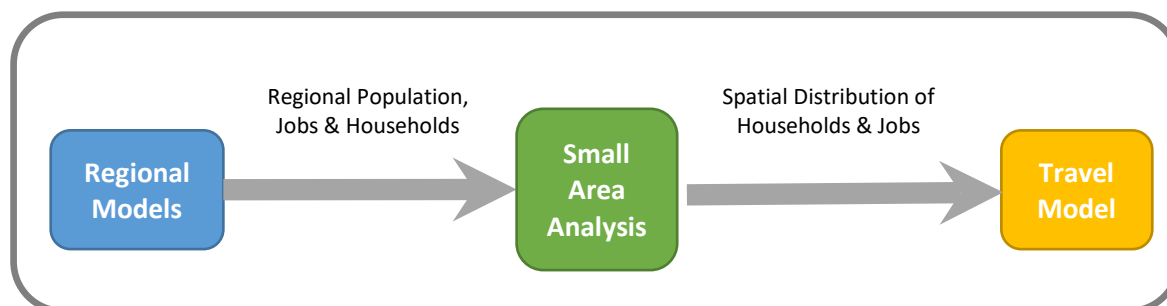 Regional Population,
Jobs & Households
Spatial Distribution of
Households & Jobs
Regional
Models
Small
Area
Analysis
Travel
Model